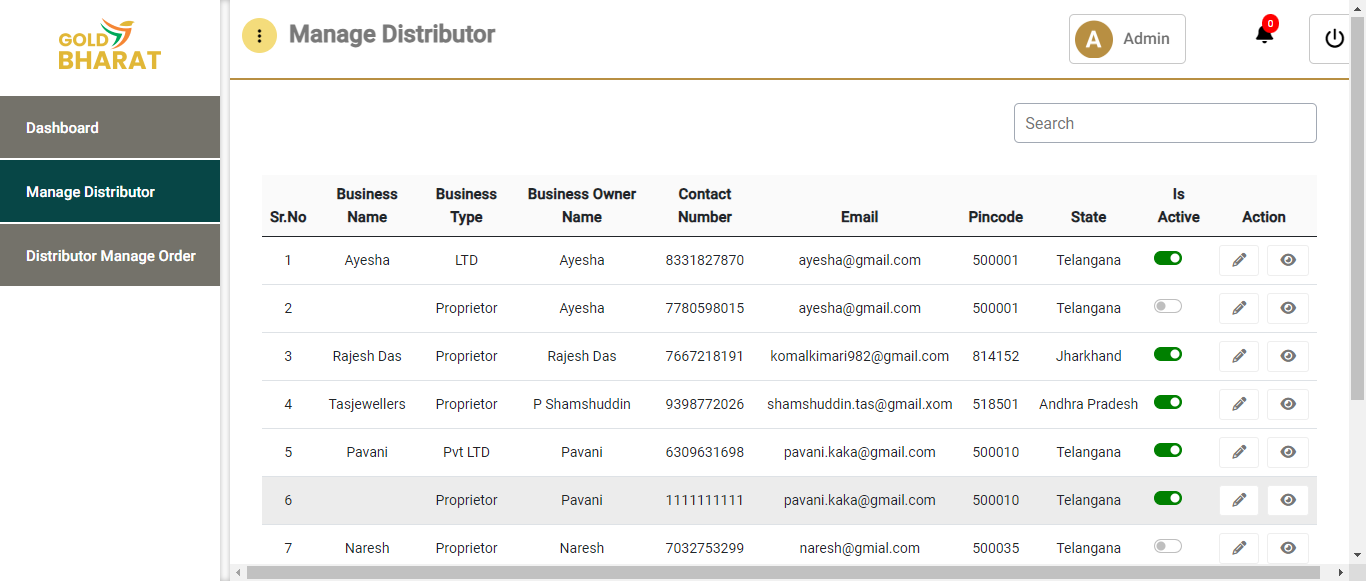 GOLD
BHARAT
Manage Distributor
A Admin
0
Dashboard
Manage Distributor
Distributor Manage Order
Search
Sr.No Business Name Business Type Business Owner Name Contact Number Email Pincode State Is Active Action
1 Ayesha LTD Ayesha 8331827870 ayesha@gmail.com 500001 Telangana
2 Proprietor Ayesha 7780598015 ayesha@gmail.com 500001 Telangana
3 Rajesh Das Proprietor Rajesh Das 7667218191 komalkimari982@gmail.com 814152 Jharkhand
4 Tasjewellers Proprietor P Shamshuddin 9398772026 shamshuddin.tas@gmail.xom 518501 Andhra Pradesh
5 Pavani Pvt LTD Pavani 6309631698 pavani.kaka@gmail.com 500010 Telangana
6 Proprietor Pavani 1111111111 pavani.kaka@gmail.com 500010 Telangana
7 Naresh Proprietor Naresh 7032753299 naresh@gmial.com 500035 Telangana